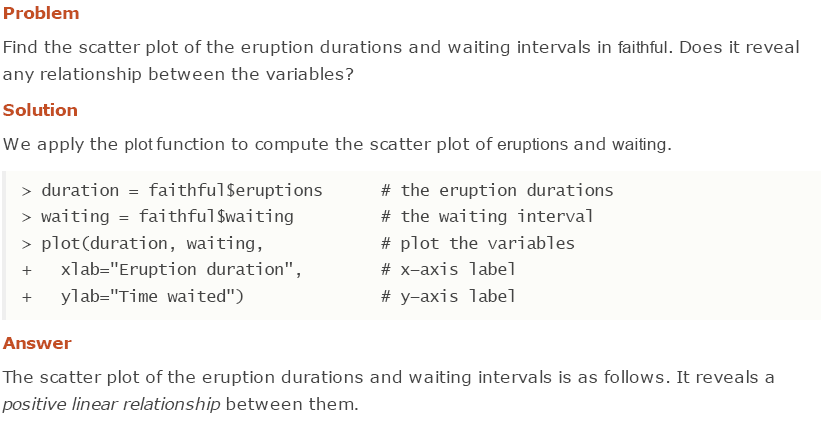 Problem
Find the scatter plot of the eruption durations and waiting intervals in faithful. Does it reveal
any relationship between the variables?
Solution
We apply the plot function to compute the scatter plot of eruptions and waiting.
> duration = faithful$eruptions      # the eruption durations
> waiting = faithful$waiting         # the waiting interval
> plot(duration, waiting,            # plot the variables
+   xlab="Eruption duration",        # x−axis label
+   ylab="Time waited")              # y−axis label
Answer
The scatter plot of the eruption durations and waiting intervals is as follows. It reveals a
positive linear relationship between them.